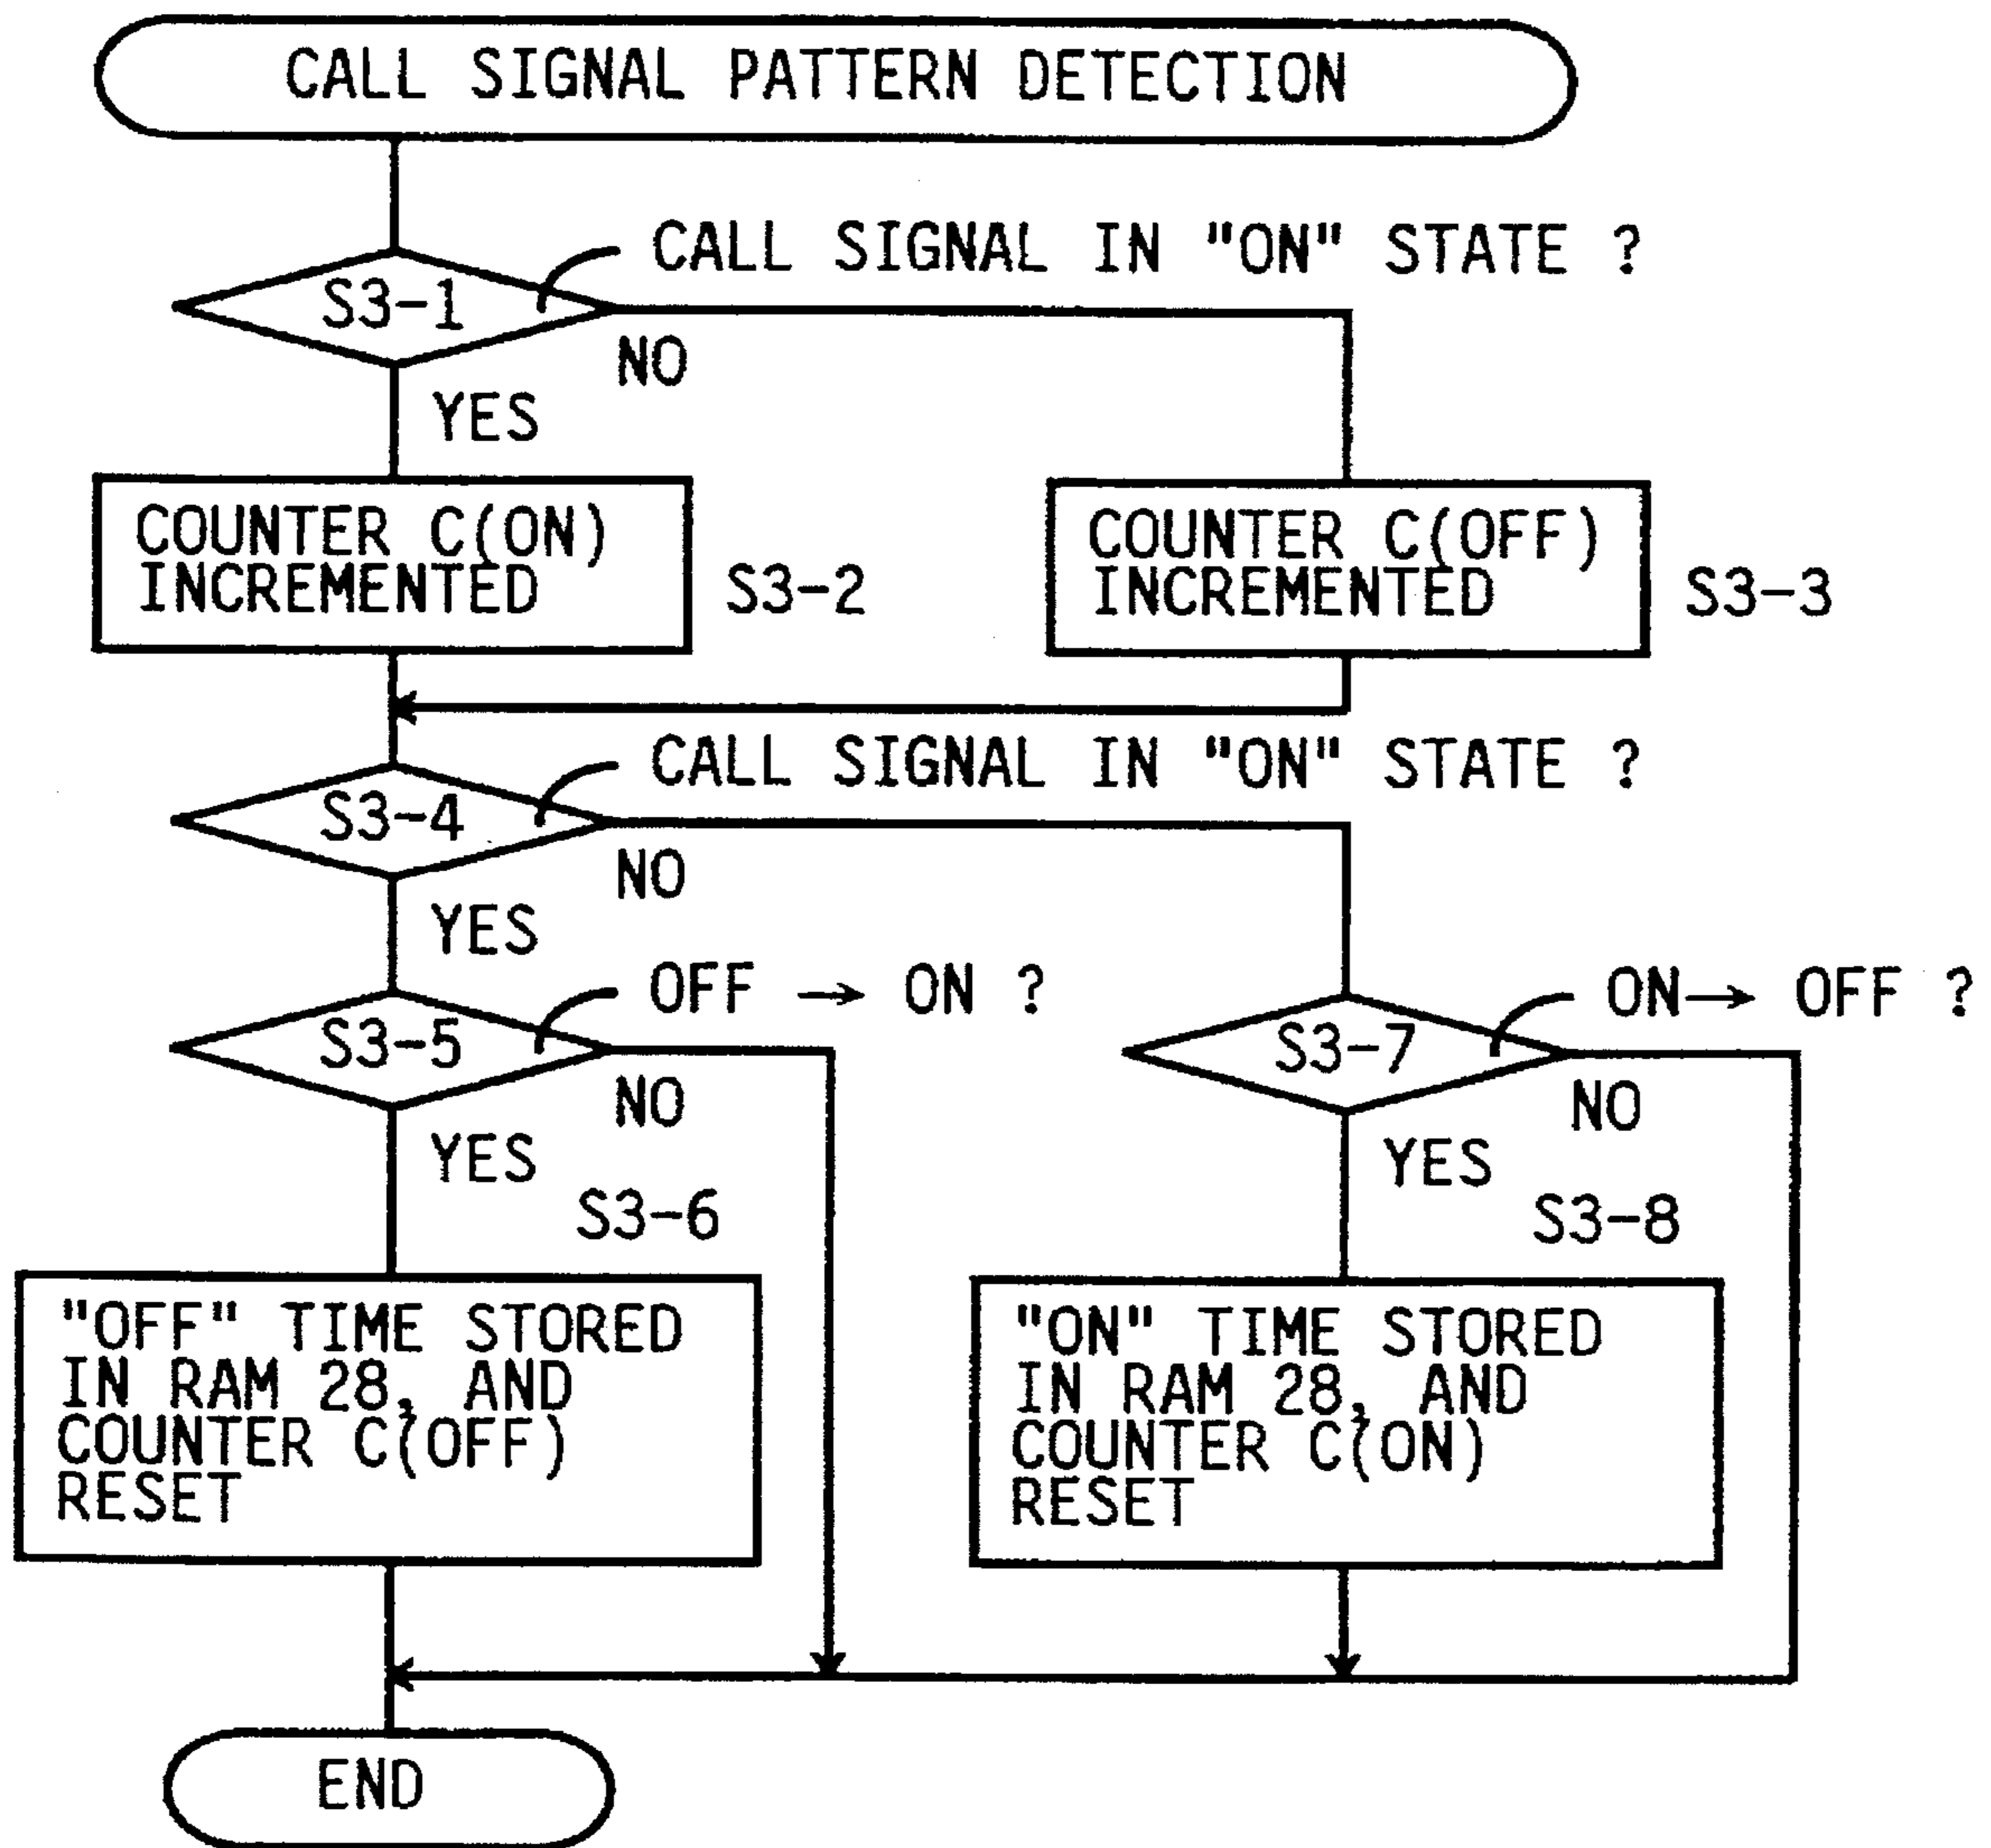 CALL SIGNAL PATTERN DETECTION
CALL SIGNAL IN "ON" STATE ?
S3-1
NO
YES
COUNTER C(ON)
INCREMENTED
S3-2
COUNTER C(OFF)
INCREMENTED
S3-3
CALL SIGNAL IN "ON" STATE ?
S3-4
NO
YES
OFF → ON ?
S3-5
NO
YES
ON→ OFF ?
S3-7
NO
YES
S3-6
"OFF" TIME STORED
IN RAM 28, AND
COUNTER C(OFF)
RESET
S3-8
"ON" TIME STORED
IN RAM 28, AND
COUNTER C(ON)
RESET
END